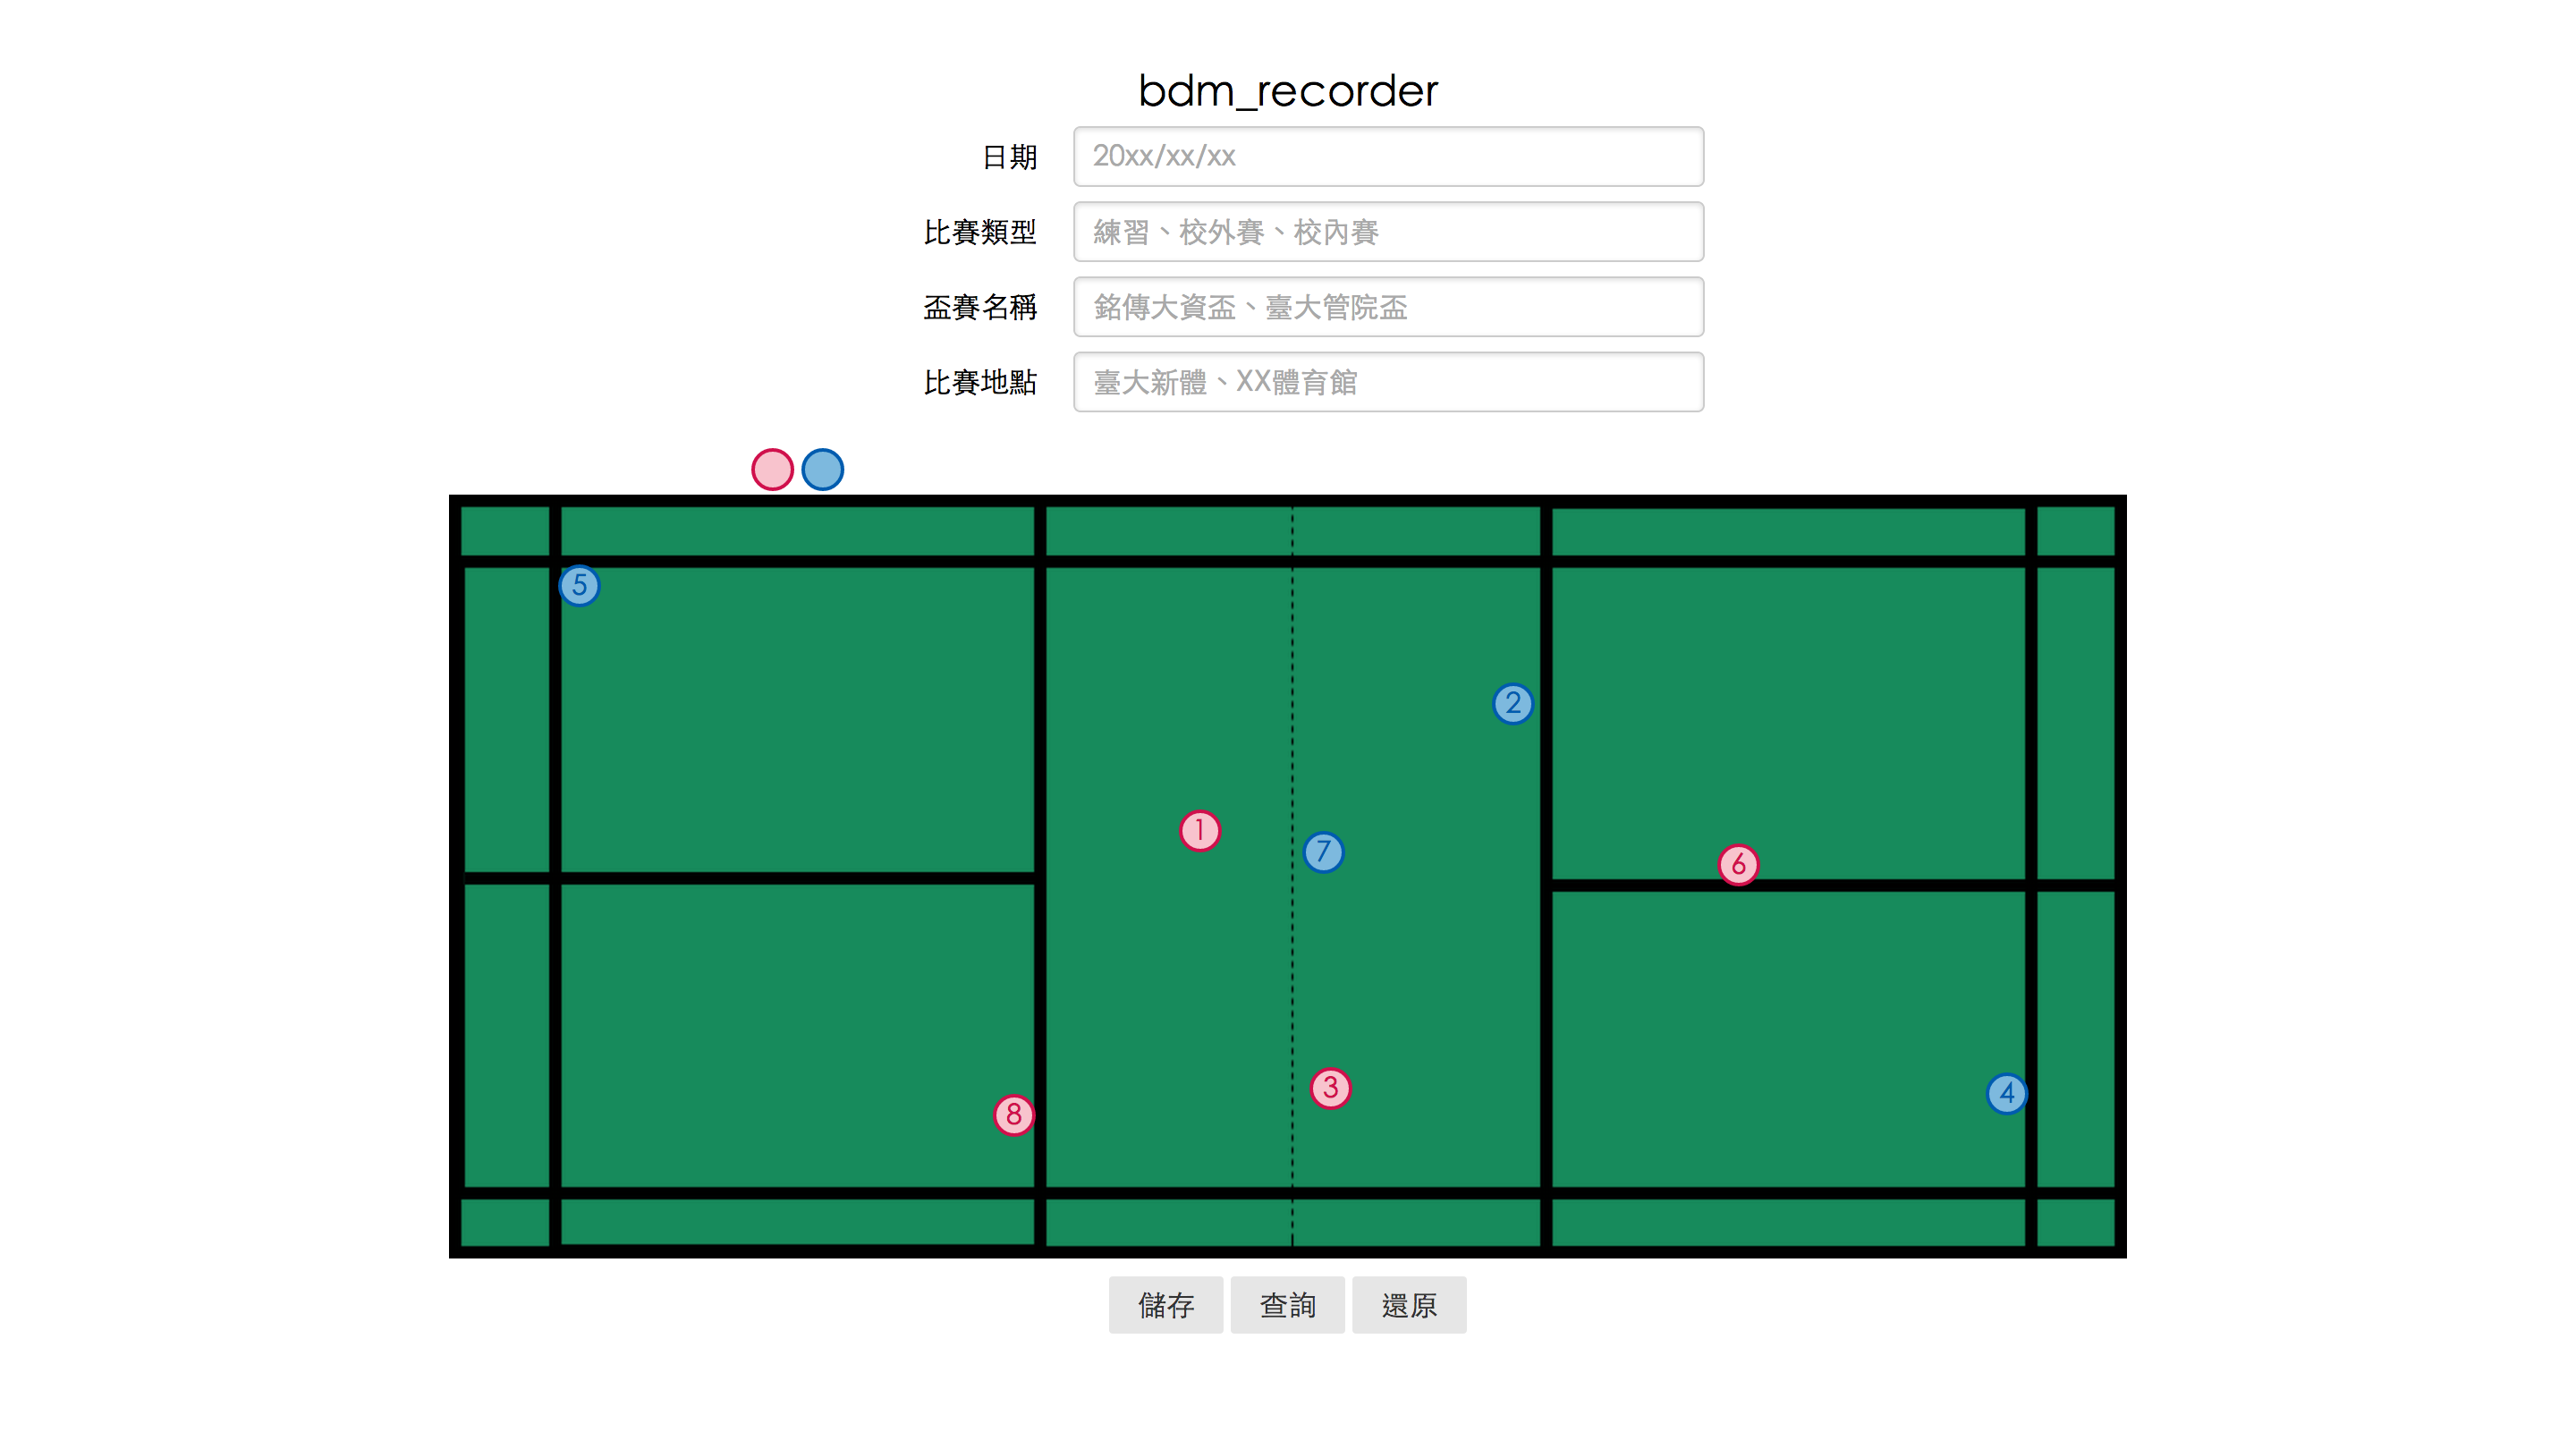 bdm_recorder
日期 20xx/xx/xx
比賽類型 練習、校外賽、校內賽
盃賽名稱 銘傳大資盃、臺大管院盃
比賽地點 臺大新體、XX體育館
5
2
1
7
6
3
4
8
儲存 查詢 還原